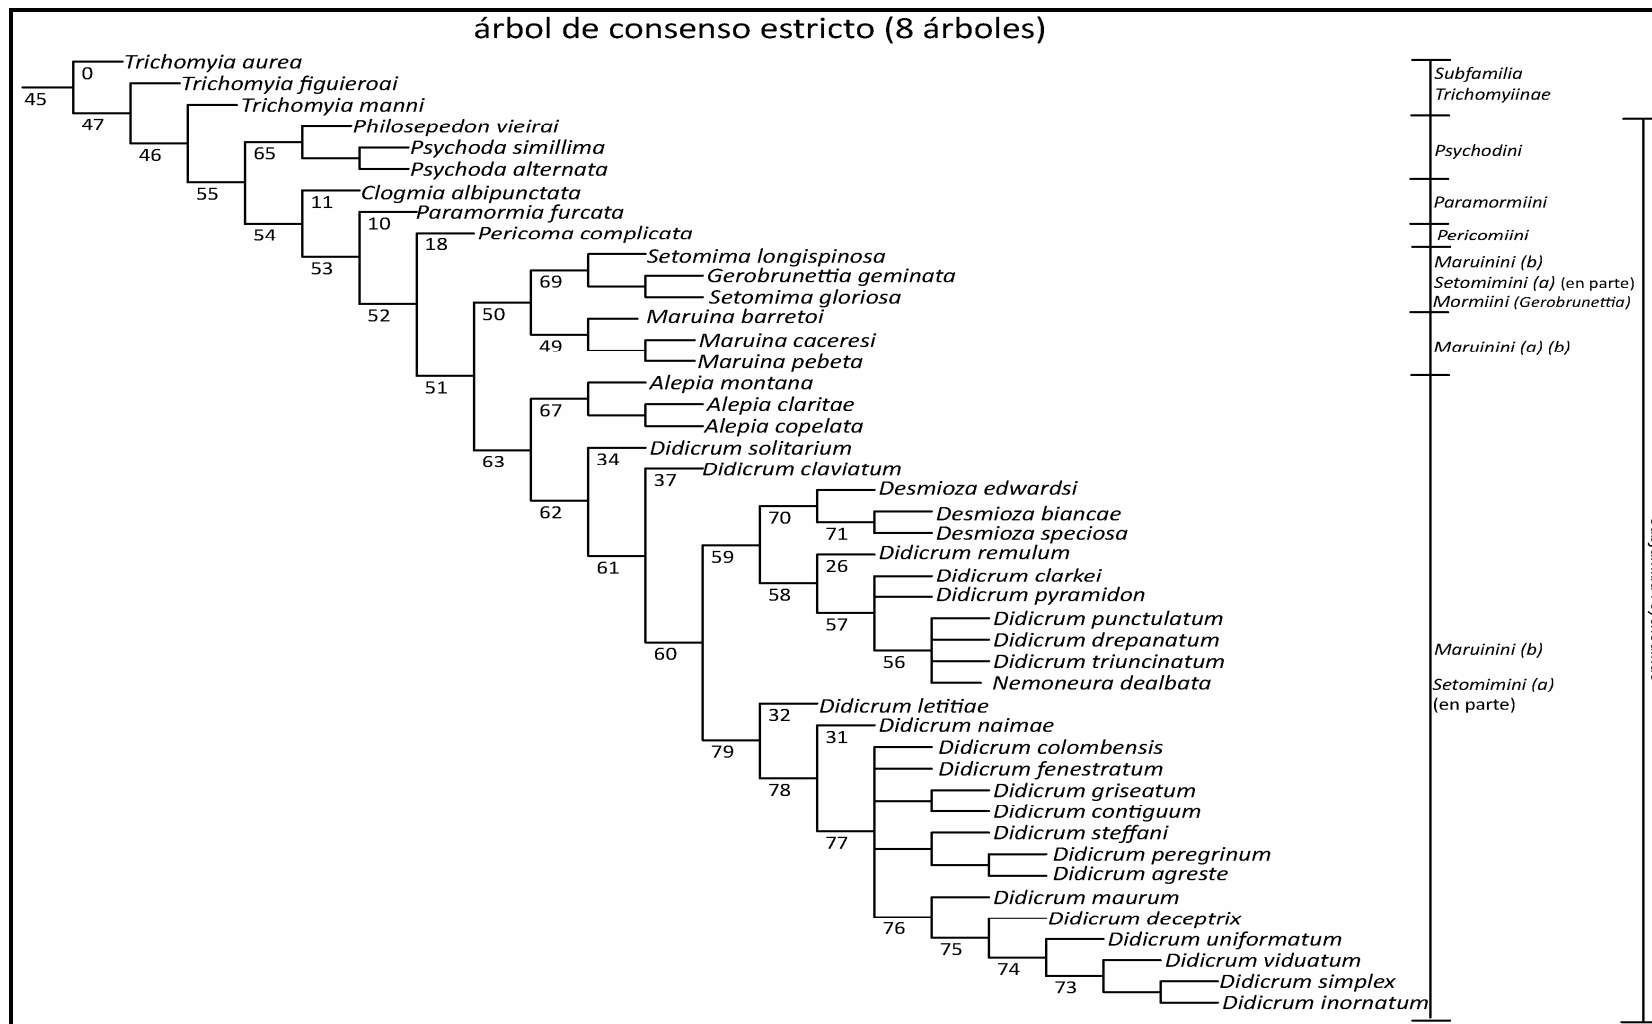 árbol de consenso estricto (8 árboles)
Trichomyia aurea
0
45
Trichomyia figuieroai
47
Trichomyia manni
46
Philosepedon vieirai
65
Psychoda simillima
Psychoda alternata
55
Clogmia albipunctata
11
Paramormia furcata
10
54
Pericoma complicata
18
53
Setomima longispinosa
69
Gerobrunettia geminata
Setomima gloriosa
52
50
Maruina barretoi
49
Maruina caceresi
Maruina pebeta
51
Alepia montana
67
Alepia claritae
Alepia copelata
63
Didicrum solitarium
34
Didicrum claviatum
37
62
Desmioza edwardsi
70
Desmioza biancae
71
Desmioza speciosa
61
59
Didicrum remulum
26
58
Didicrum clarkei
Didicrum pyramidon
57
Didicrum punctulatum
Didicrum drepanatum
Didicrum triuncinatum
Nemoneura dealbata
56
60
Didicrum letitiae
32
Didicrum naimae
31
79
78
Didicrum colombensis
Didicrum fenestratum
Didicrum griseatum
Didicrum contiguum
77
Didicrum steffani
Didicrum peregrinum
Didicrum agreste
Didicrum maurum
76
Didicrum deceptrix
75
Didicrum uniformatum
74
Didicrum viduatum
73
Didicrum simplex
Didicrum inornatum
Subfamilia
Trichomyiinae
Psychodini
Paramormiini
Pericomiini
Maruinini (b)
Setomimini (a) (en parte)
Mormiini (Gerobrunettia)
Maruinini (a) (b)
Maruinini (b)
Setomimini (a)
(en parte)